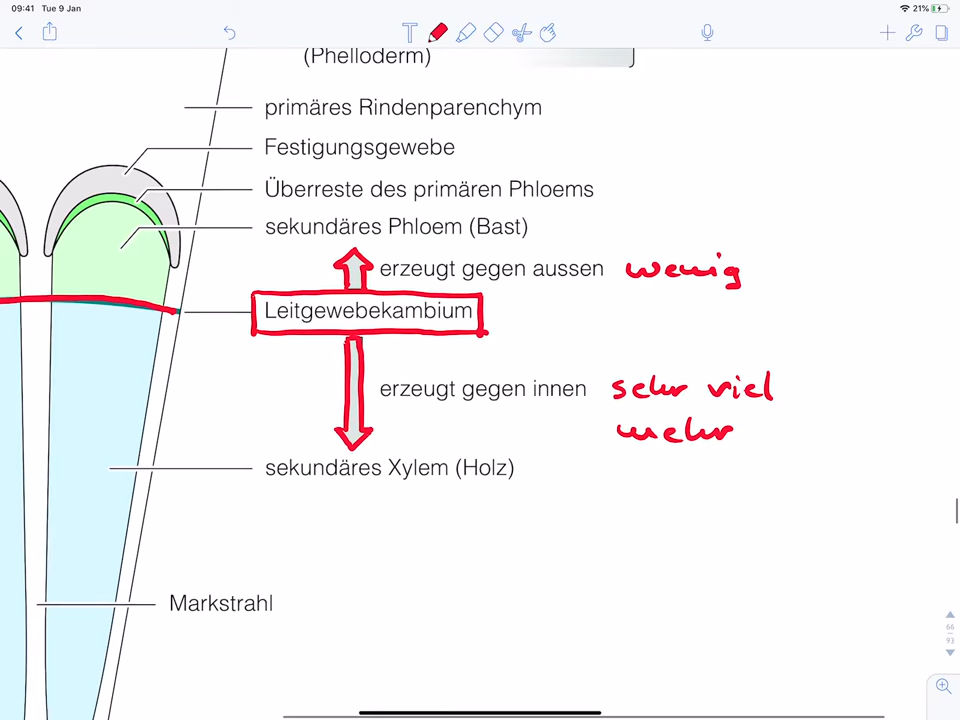 09:41 Tue 9 Jan
21%
T
(Phelloderm)
primäres Rindenparenchym
Festigungsgewebe
Überreste des primären Phloems
sekundäres Phloem (Bast)
erzeugt gegen aussen wenig
Leitgewebekambium
erzeugt gegen innen sehr viel
mehr
sekundäres Xylem (Holz)
Markstrahl
66
93